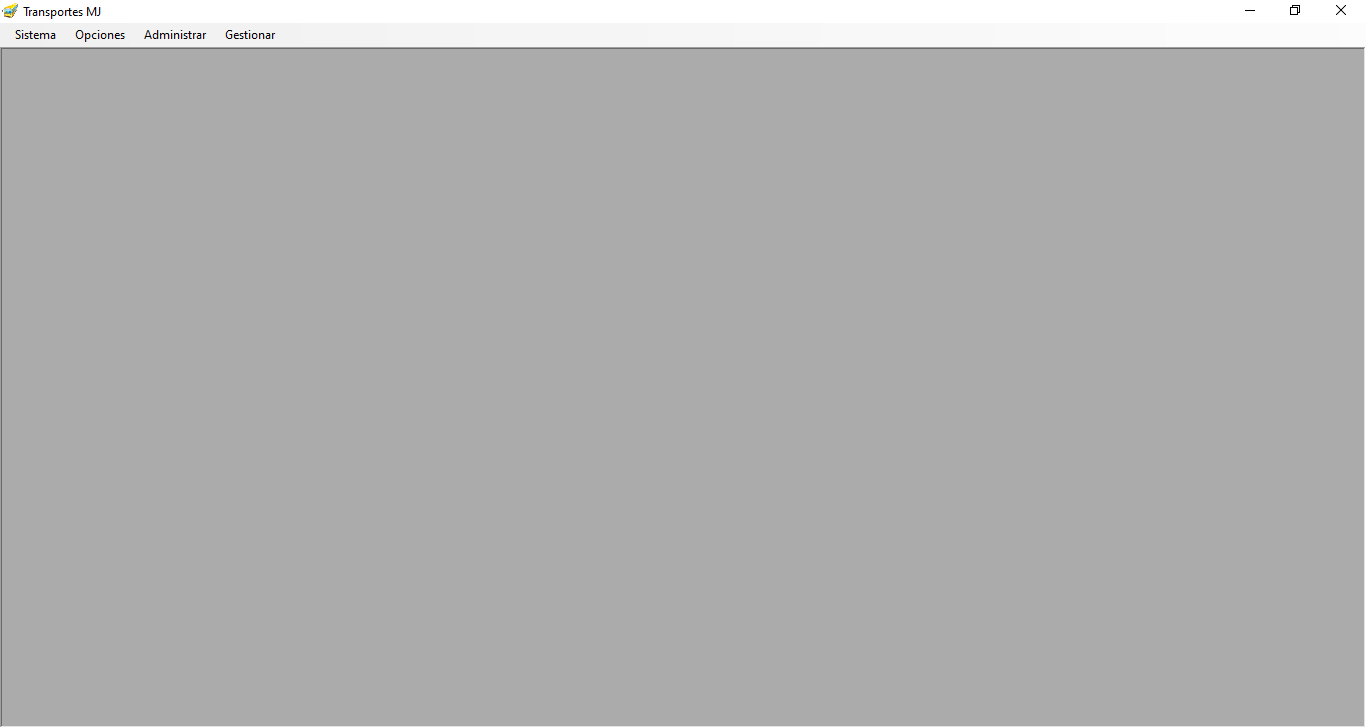 Transportes MJ
Sistema Opciones Administrar Gestionar